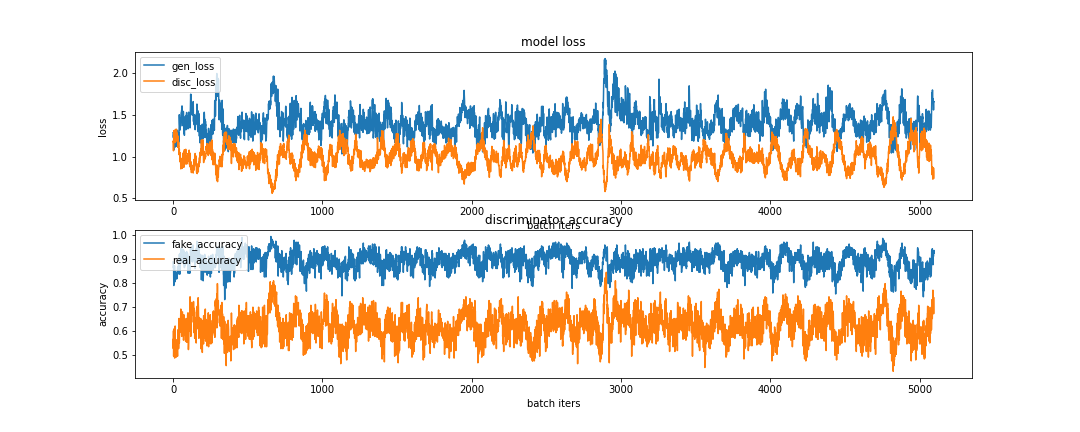 model loss
gen_loss
disc_loss
loss
2.0
1.5
1.0
0.5
0 1000 2000 3000 4000 5000
batch iters
discriminator accuracy
fake_accuracy
real_accuracy
accuracy
1.0
0.9
0.8
0.7
0.6
0.5
0 1000 2000 3000 4000 5000
batch iters